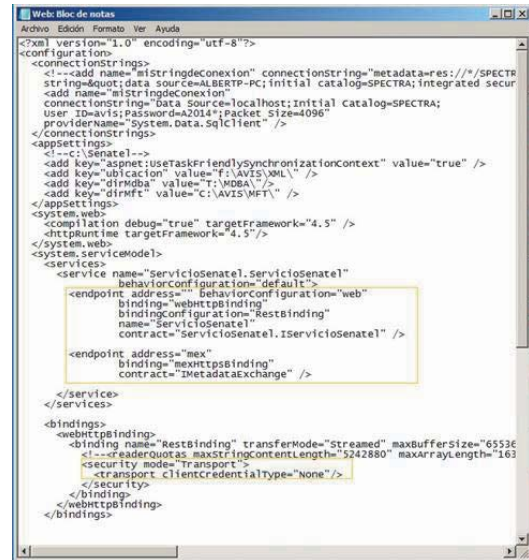 Web: Bloc de notas
Archivo Edición Formato Ver Ayuda
<?xml version="1.0" encoding="utf-8"?>
<configuration>
<connectionStrings>
<!--<add name="miStringdeConexion" connectionString="metadata=res://*/SPECTR
string=&quot;data source=ALBERTP-PC;initial catalog=SPECTRA;integrated secur
<add name="miStringdeConexion"
connectionString="Data Source=localhost;Initial Catalog=SPECTRA;
User ID=avis;Password=A2014*;Packet Size=4096"
providerName="System.Data.SqlClient" />
</connectionStrings>
<appSettings>
<!--c:\Senatel-->
<add key="aspnet:useTaskFriendlySynchronizationContext" value="true" />
<add key="ubicacion" value="f:\AVIS\XML\" />
<add key="dirMdba" value="T:\MDBA\"/>
<add key="dirMft" value="C:\AVIS\MFT\" />
</appSettings>
<system.web>
<compilation debug="true" targetFramework="4.5" />
<httpRuntime targetFramework="4.5"/>
</system.web>
<system.serviceModel>
<services>
<service name="ServicioSenatel.ServicioSenatel"
behaviorConfiguration="default">
<endpoint address="" behaviorConfiguration="web"
binding="webHttpBinding"
bindingConfiguration="RestBinding"
name="ServicioSenatel"
contract="ServicioSenatel.IServicioSenatel" />
<endpoint address="mex"
binding="mexHttpsBinding"
contract="IMetadataExchange" />
</service>
</services>
<bindings>
<webHttpBinding>
<binding name="RestBinding" transferMode="Streamed" maxBufferSize="65536
<!--<readerQuotas maxStringContentLength="5242880" maxArrayLength="163
<security mode="Transport">
<transport clientCredentialType="None"/>
</security>
</binding>
</webHttpBinding>
</bindings>